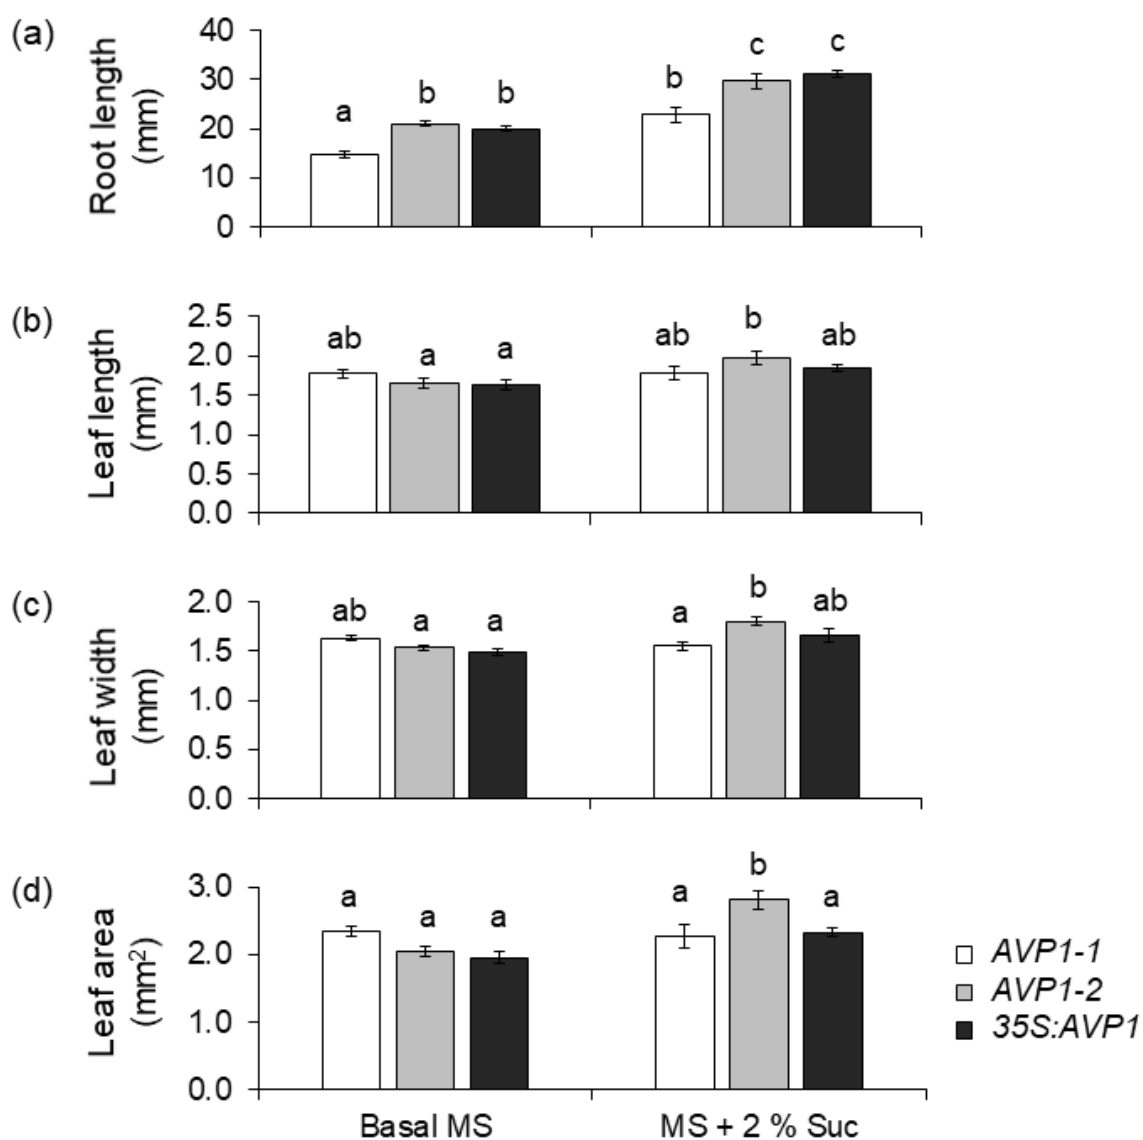 (a)
Root length
(mm)
40
30
20
10
0
a
b
b
b
c
c
(b)
Leaf length
(mm)
2.5
2.0
1.5
1.0
0.5
0.0
ab
a
a
ab
b
ab
(c)
Leaf width
(mm)
2.0
1.5
1.0
0.5
0.0
ab
a
a
a
b
ab
(d)
Leaf area
(mm²)
3.0
2.0
1.0
0.0
a
a
a
a
b
a
Basal MS
MS + 2 % Suc
AVP1-1
AVP1-2
35S:AVP1